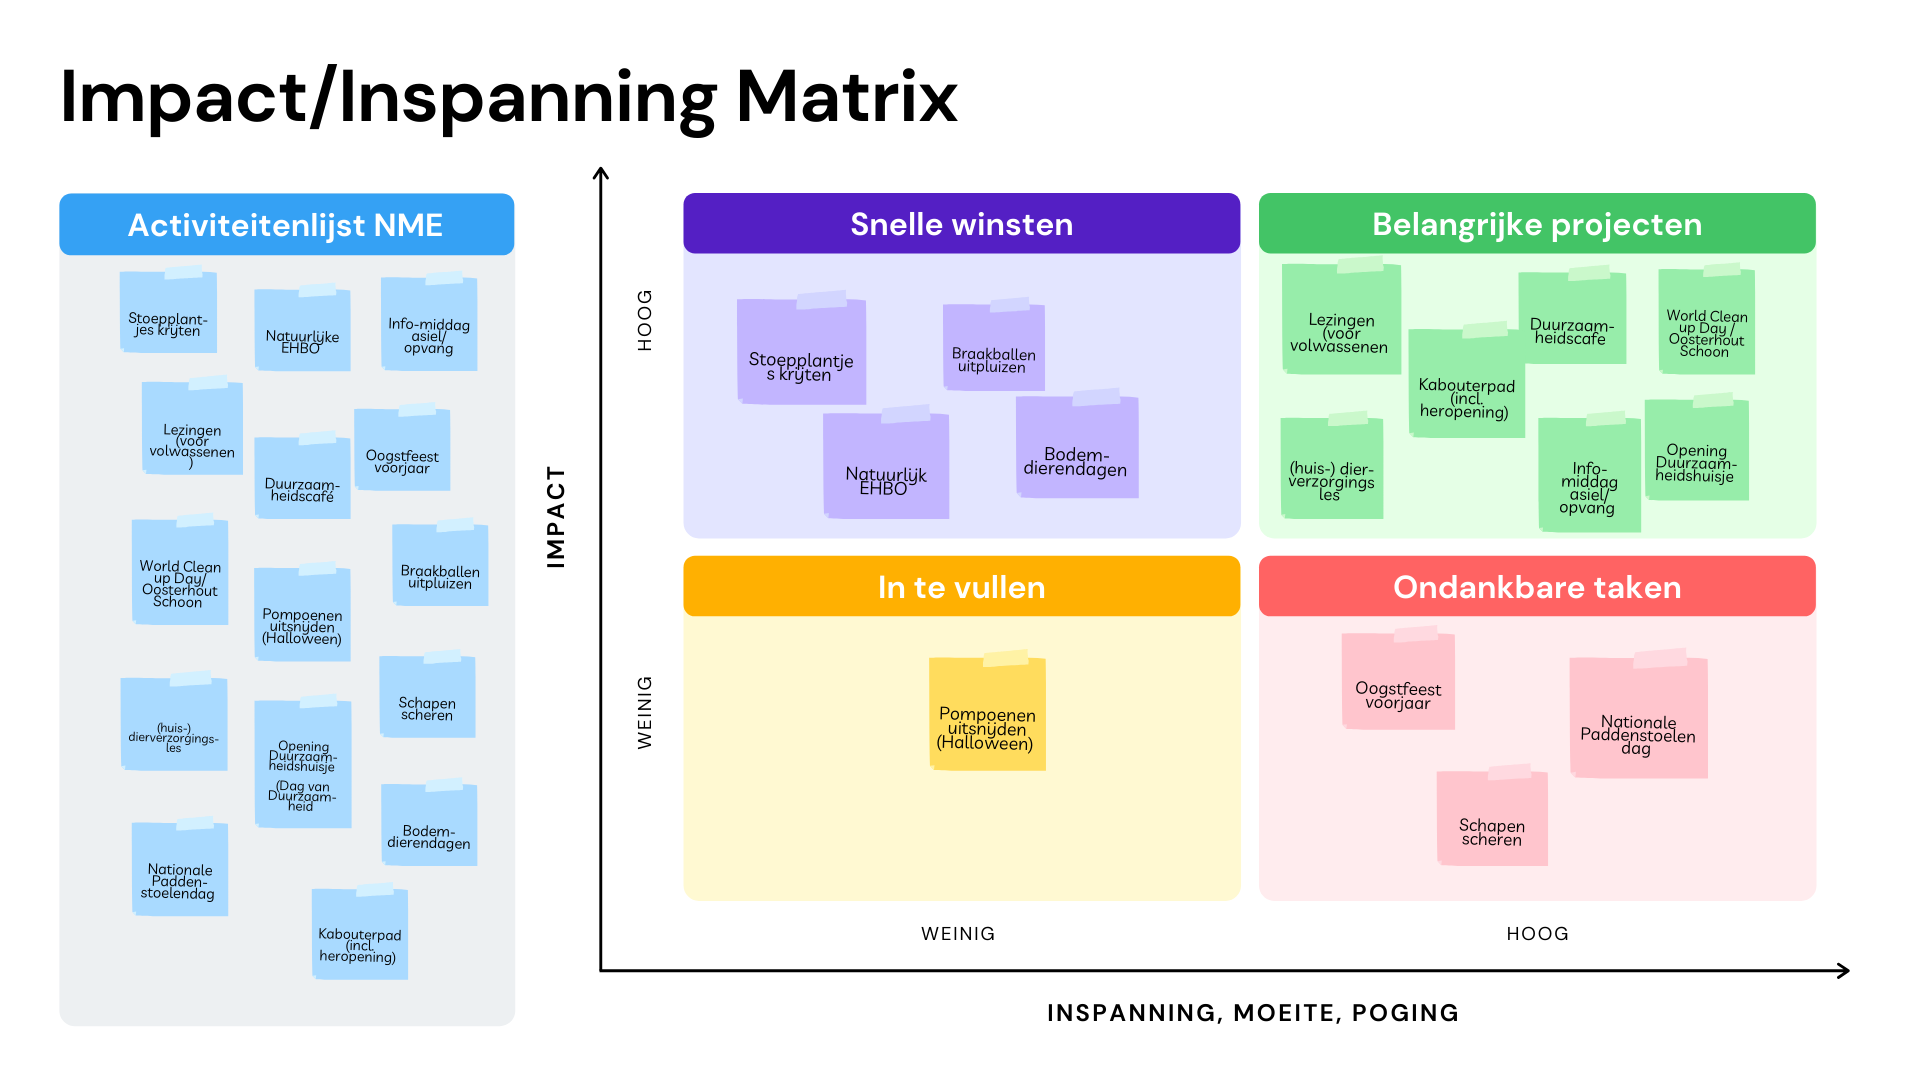 Impact/Inspanning Matrix
Activiteitenlijst NME
Stoepplant-
jes krijten
Natuurlijke
EHBO
Info-middag
asiel/
opvang
Lezingen
(voor
volwassenen
)
Duurzaam-
heidscafé
Oogstfeest
voorjaar
World Clean
up Day/
Oosterhout
Schoon
Pompoenen
uitsnijden
(Halloween)
Braakballen
uitpluizen
(huis-)
dierverzorgings-
les
Opening
Duurzaam-
heidshuisje
(Dag van
Duurzaam-
heid
Schapen
scheren
Bodem-
dierendagen
Nationale
Padden-
stoelendag
Kabouterpad
(incl.
heropening)
IMPACT
HOOG
WEINIG
Snelle winsten
Stoepplantje
s krijten
Braakballen
uitpluizen
Natuurlijk
EHBO
Bodem-
dierendagen
Belangrijke projecten
Lezingen
(voor
volwassenen
Kabouterpad
(incl.
heropening)
Duurzaam-
heidscafe
World Clean
up Day /
Oosterhout
Schoon
(huis-) dier-
verzorgings
les
Info-
middag
asiel/
opvang
Opening
Duurzaam-
heidshuisje
In te vullen
Pompoenen
uitsnijden
(Halloween)
Ondankbare taken
Oogstfeest
voorjaar
Nationale
Paddenstoelen
dag
Schapen
scheren
WEINIG
HOOG
INSPANNING, MOEITE, POGING